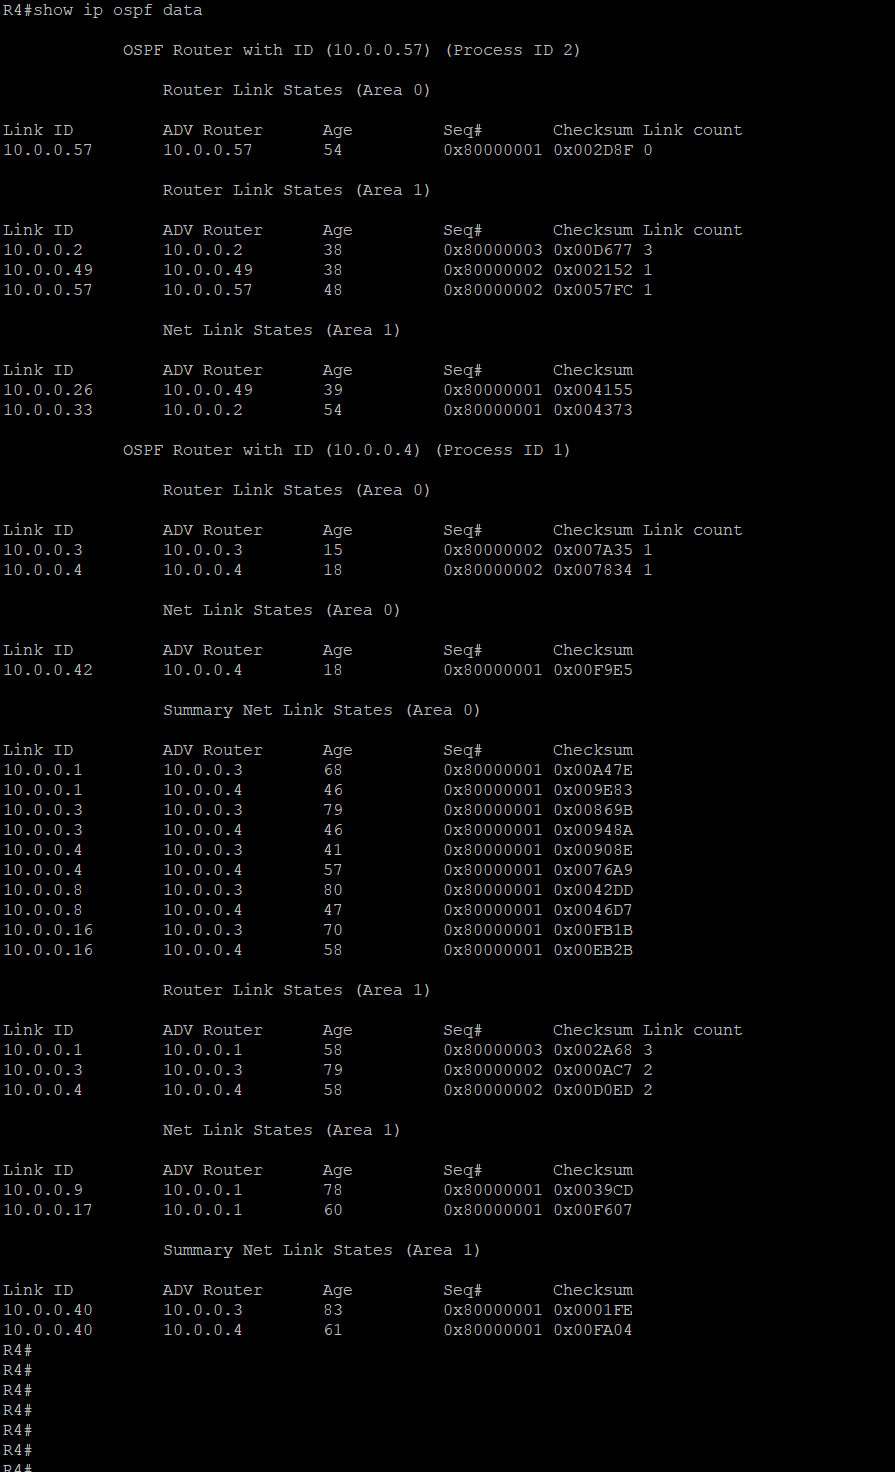 R4#show ip ospf data
OSPF Router with ID (10.0.0.57) (Process ID 2)
Router Link States (Area 0)
Link ID ADV Router Age Seq# Checksum Link count
10.0.0.57 10.0.0.57 54 0x80000001 0x002D8F 0
Router Link States (Area 1)
Link ID ADV Router Age Seq# Checksum Link count
10.0.0.2 10.0.0.2 38 0x80000003 0x00D677 3
10.0.0.49 10.0.0.49 38 0x80000002 0x002152 1
10.0.0.57 10.0.0.57 48 0x80000002 0x0057FC 1
Net Link States (Area 1)
Link ID ADV Router Age Seq# Checksum
10.0.0.26 10.0.0.49 39 0x80000001 0x004155
10.0.0.33 10.0.0.2 54 0x80000001 0x004373
OSPF Router with ID (10.0.0.4) (Process ID 1)
Router Link States (Area 0)
Link ID ADV Router Age Seq# Checksum Link count
10.0.0.3 10.0.0.3 15 0x80000002 0x007A35 1
10.0.0.4 10.0.0.4 18 0x80000002 0x007834 1
Net Link States (Area 0)
Link ID ADV Router Age Seq# Checksum
10.0.0.42 10.0.0.4 18 0x80000001 0x00F9E5
Summary Net Link States (Area 0)
Link ID ADV Router Age Seq# Checksum
10.0.0.1 10.0.0.3 68 0x80000001 0x00A47E
10.0.0.1 10.0.0.4 46 0x80000001 0x009E83
10.0.0.3 10.0.0.3 79 0x80000001 0x00869B
10.0.0.3 10.0.0.4 46 0x80000001 0x00948A
10.0.0.4 10.0.0.3 41 0x80000001 0x00908E
10.0.0.4 10.0.0.4 57 0x80000001 0x0076A9
10.0.0.8 10.0.0.3 80 0x80000001 0x0042DD
10.0.0.8 10.0.0.4 47 0x80000001 0x0046D7
10.0.0.16 10.0.0.3 70 0x80000001 0x00FB1B
10.0.0.16 10.0.0.4 58 0x80000001 0x00EB2B
Router Link States (Area 1)
Link ID ADV Router Age Seq# Checksum Link count
10.0.0.1 10.0.0.1 58 0x80000003 0x002A68 3
10.0.0.3 10.0.0.3 79 0x80000002 0x000AC7 2
10.0.0.4 10.0.0.4 58 0x80000002 0x00D0ED 2
Net Link States (Area 1)
Link ID ADV Router Age Seq# Checksum
10.0.0.9 10.0.0.1 78 0x80000001 0x0039CD
10.0.0.17 10.0.0.1 60 0x80000001 0x00F607
Summary Net Link States (Area 1)
Link ID ADV Router Age Seq# Checksum
10.0.0.40 10.0.0.3 83 0x80000001 0x0001FE
10.0.0.40 10.0.0.4 61 0x80000001 0x00FA04
R4#
R4#
R4#
R4#
R4#
R4#
R4#